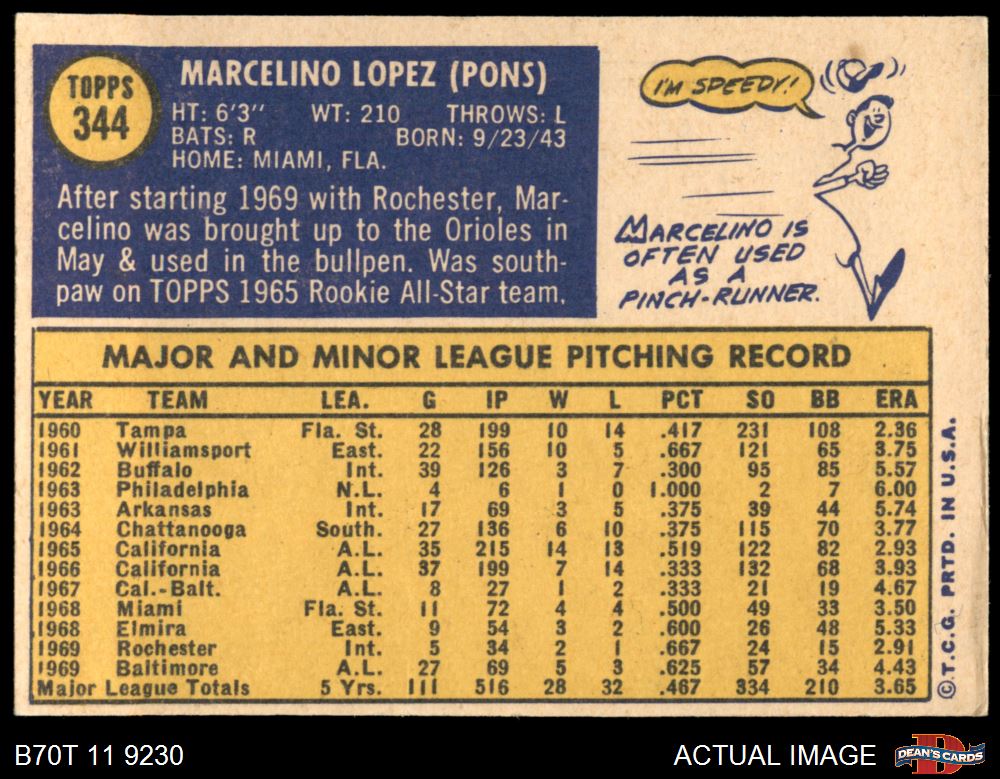 TOPPS
344
MARCELINO LOPEZ (PONS)
HT: 6'3" WT: 210 THROWS: L
BATS: R BORN: 9/23/43
HOME: MIAMI, FLA.
After starting 1969 with Rochester, Mar-
celino was brought up to the Orioles in
May & used in the bullpen. Was south-
paw on TOPPS 1965 Rookie All-Star team.
I'M SPEEDY!
MARCELINO IS
OFTEN USED
AS A
PINCH-RUNNER.
MAJOR AND MINOR LEAGUE PITCHING RECORD
YEAR TEAM LEA. G IP W L PCT SO BB ERA
1960 Tampa Fla. St. 28 199 10 14 .417 231 108 2.36
1961 Williamsport East. 22 156 10 5 .667 121 65 3.75
1962 Buffalo Int. 39 126 3 7 .300 95 85 5.57
1963 Philadelphia N.L. 4 6 1 0 1.000 2 7 6.00
1963 Arkansas Int. 17 69 3 5 .375 39 44 5.74
1964 Chattanooga South. 27 136 6 10 .375 115 70 3.77
1965 California A.L. 35 215 14 13 .519 122 82 2.93
1966 California A.L. 37 199 7 14 .333 132 68 3.93
1967 Cal.-Balt. A.L. 8 27 1 2 .333 21 19 4.67
1968 Miami Fla. St. 11 72 4 4 .500 49 33 3.50
1968 Elmira East. 9 54 3 2 .600 26 48 5.33
1969 Rochester Int. 5 34 2 1 .667 24 15 2.91
1969 Baltimore A.L. 27 69 5 3 .625 57 34 4.43
Major League Totals 5 Yrs. 111 516 28 32 .467 334 210 3.65
©T.C.G. PRTD. IN U.S.A.
B70T 11 9230
ACTUAL IMAGE
DEAN'S CARDS